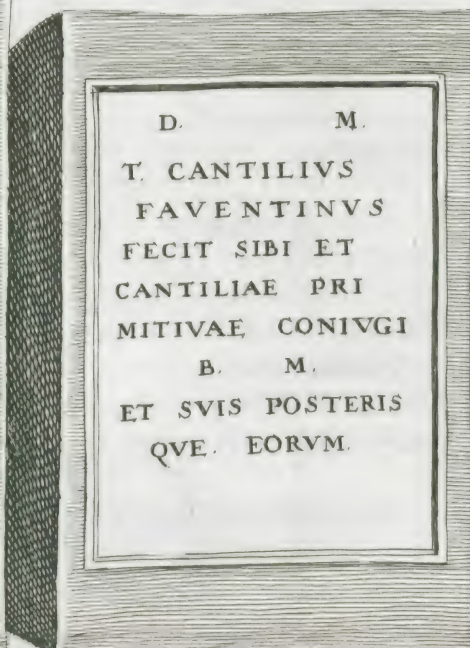 D. M.
T. CANTILIVS
FAVENTINVS
FECIT SIBI ET
CANTILIAE PRI
MITIVAE CONIVGI
B. M.
ET SVIS POSTERIS
QVE. EORVM.